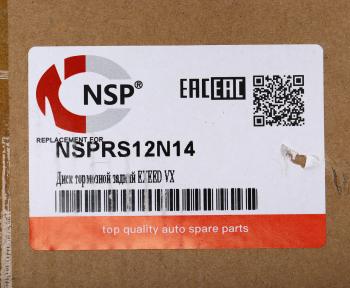 NSP®
EAC EAC
REPLACEMENT FOR
NSPRS12N14
Диск тормозной задний EXEED VX
top quality auto spare parts